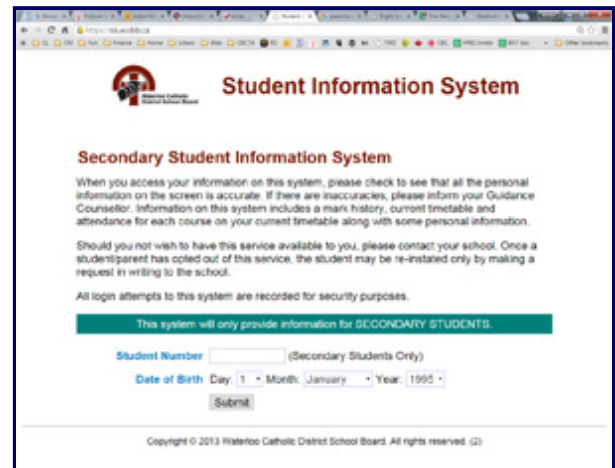 Waterloo Catholic
District School Board
Student Information System
Secondary Student Information System
When you access your information on this system, please check to see that all the personal
information on the screen is accurate. If there are inaccuracies, please inform your Guidance
Counsellor. Information on this system includes a mark history, current timetable and
attendance for each course on your current timetable along with some personal information.
Should you not wish to have this service available to you, please contact your school. Once a
student/parent has opted out of this service, the student may be re-instated only by making a
request in writing to the school.
All login attempts to this system are recorded for security purposes.
This system will only provide information for SECONDARY STUDENTS.
Student Number (Secondary Students Only)
Date of Birth Day: 1 Month: January Year: 1995
Submit
Copyright © 2013 Waterloo Catholic District School Board. All rights reserved. (2)